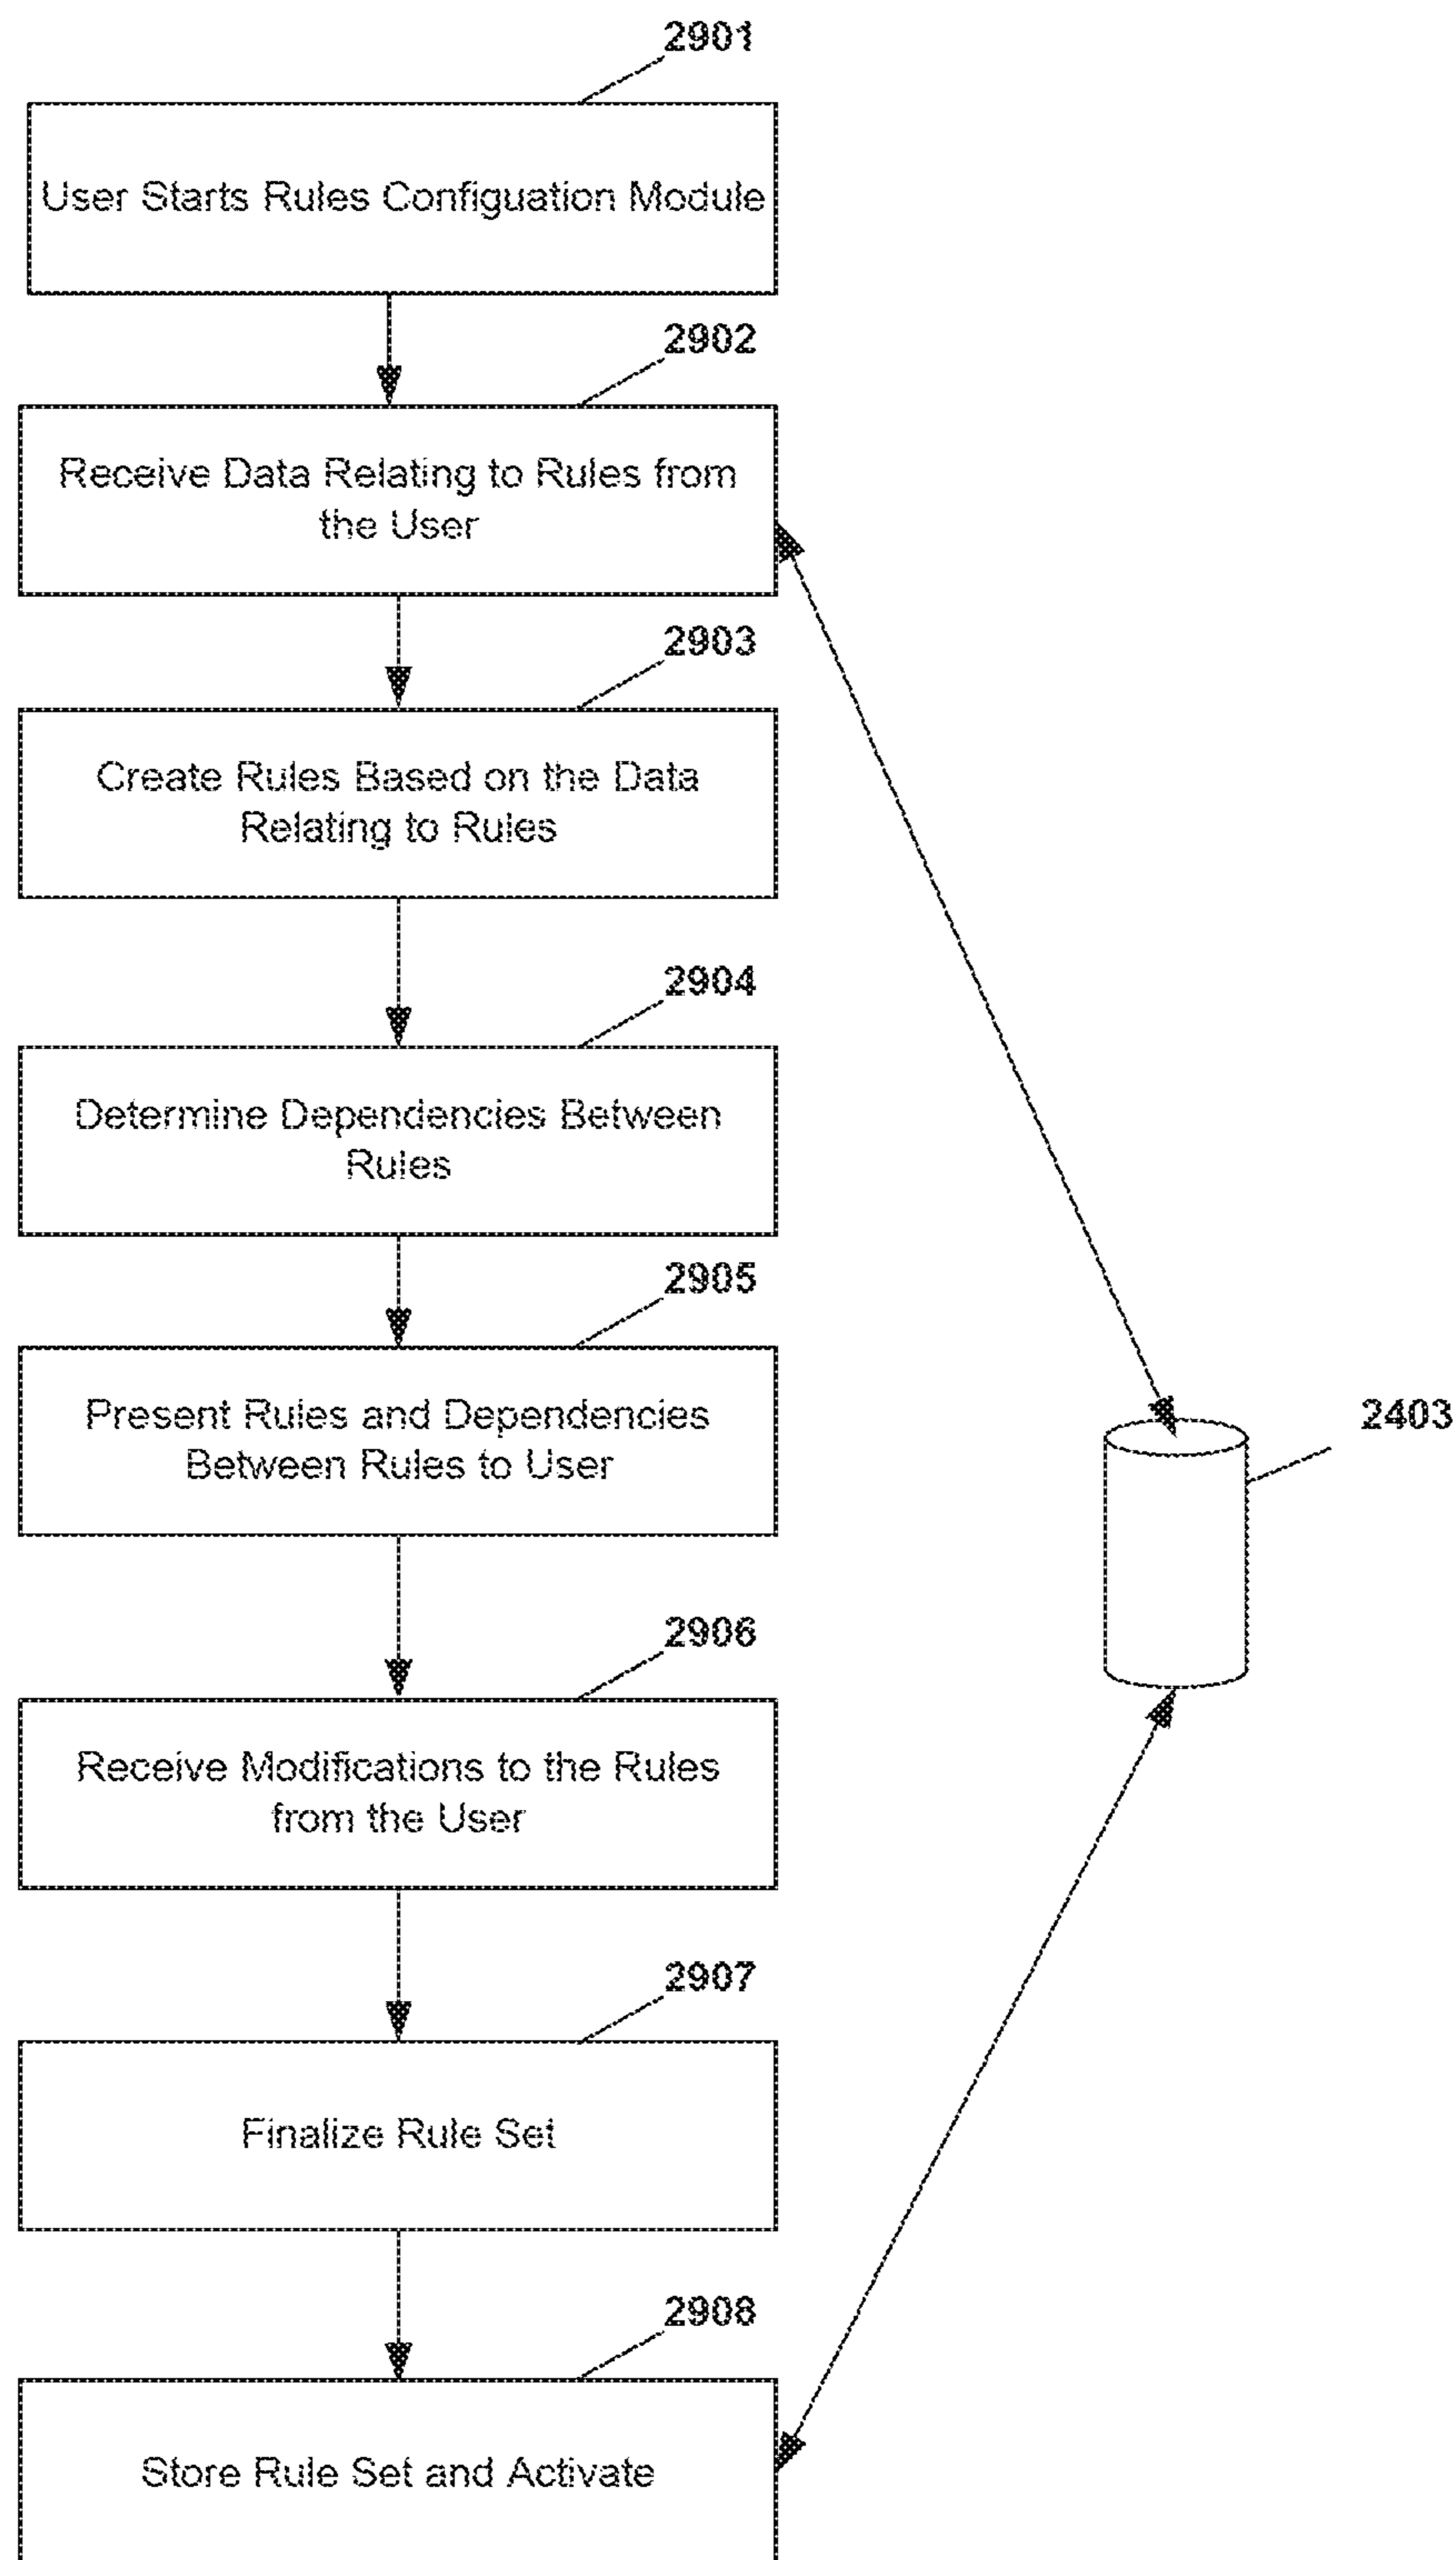 2901
User Starts Rules Configuation Module
2902
Receive Data Relating to Rules from
the User
2903
Create Rules Based on the Data
Relating to Rules
2904
Determine Dependencies Between
Rules
2905
Present Rules and Dependencies
Between Rules to User
2403
2906
Receive Modifications to the Rules
from the User
2907
Finalize Rule Set
2908
Store Rule Set and Activate